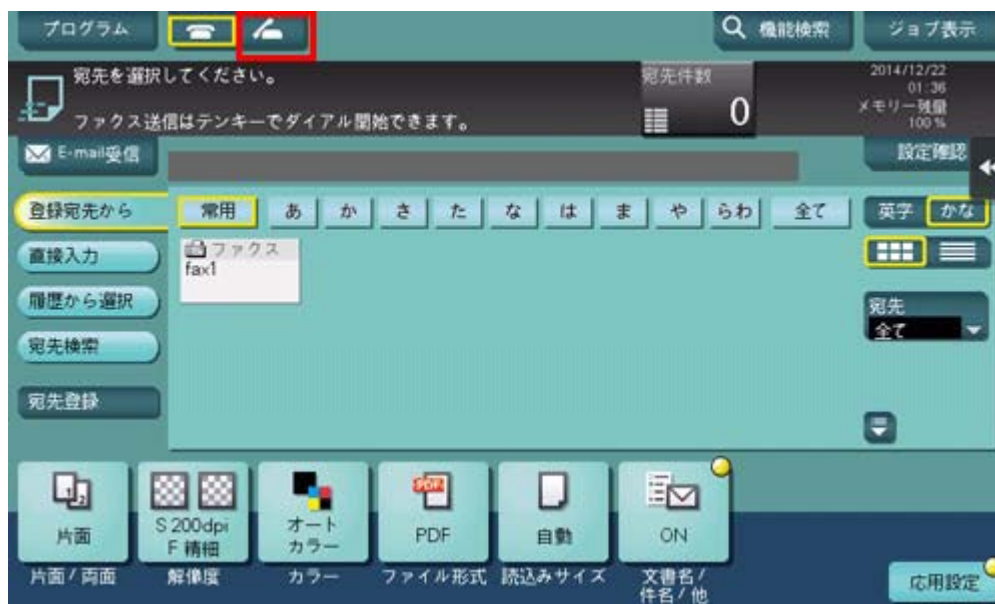 プログラム
機能検索
ジョブ表示
宛先を選択してください。
ファクス送信はテンキーでダイアル開始できます。
宛先件数
0
2014/12/22
01:36
メモリー残量
100 %
E-mail受信
設定確認
登録宛先から
常用 あ か さ た な は ま や らわ 全て
英字 かな
直接入力
ファクス
fax1
履歴から選択
宛先
全て
宛先検索
宛先登録
1 2
PDF
片面
S 200dpi
F 精細
オート
カラー
PDF
自動
ON
片面/両面
解像度
カラー
ファイル形式
読込みサイズ
文書名/
件名/他
応用設定